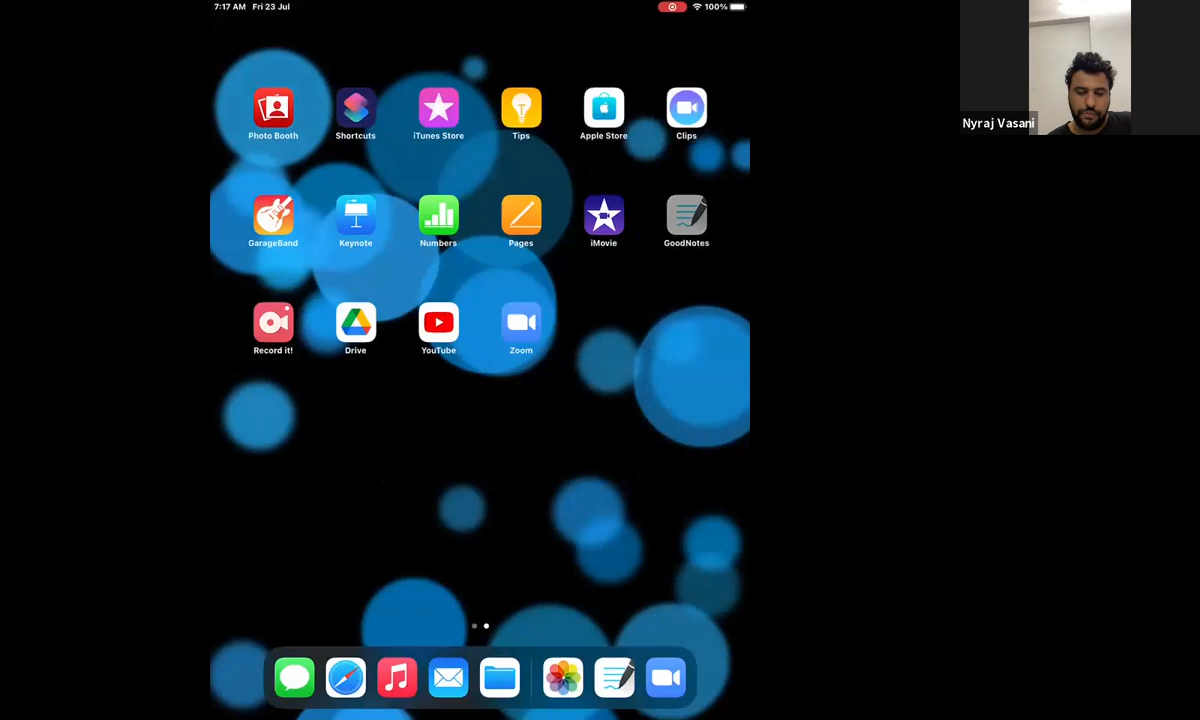 7:17 AM Fri 23 Jul 100%
Photo Booth Shortcuts iTunes Store Tips Apple Store Clips
Nyraj Vasani
GarageBand Keynote Numbers Pages iMovie GoodNotes
Record it! Drive YouTube Zoom